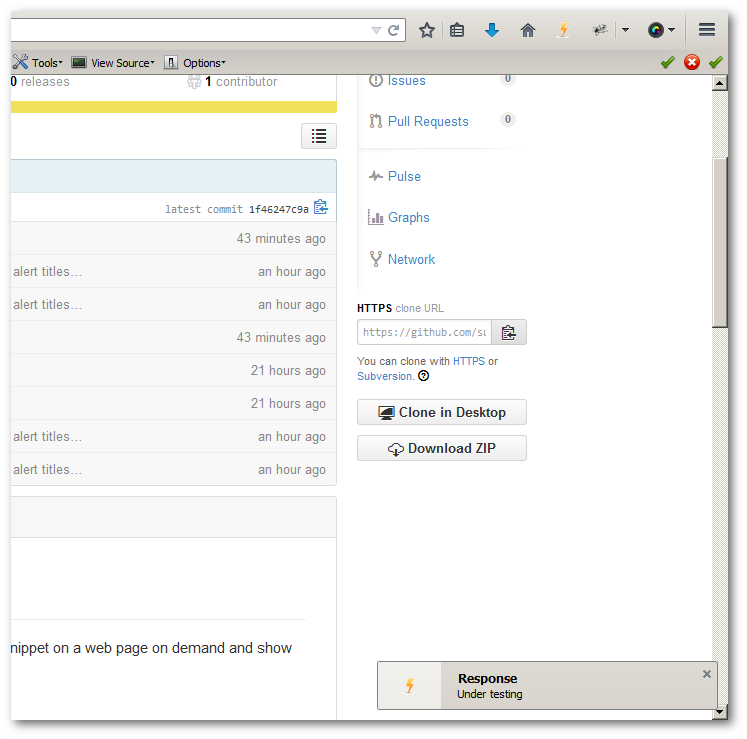 Tools View Source Options
0 releases 1 contributor
latest commit 1f46247c9a
43 minutes ago
alert titles... an hour ago
alert titles... an hour ago
43 minutes ago
21 hours ago
21 hours ago
alert titles... an hour ago
alert titles... an hour ago
nippet on a web page on demand and show
Issues 0
Pull Requests 0
Pulse
Graphs
Network
HTTPS clone URL
https://github.com/su
You can clone with HTTPS or
Subversion.
Clone in Desktop
Download ZIP
Response
Under testing